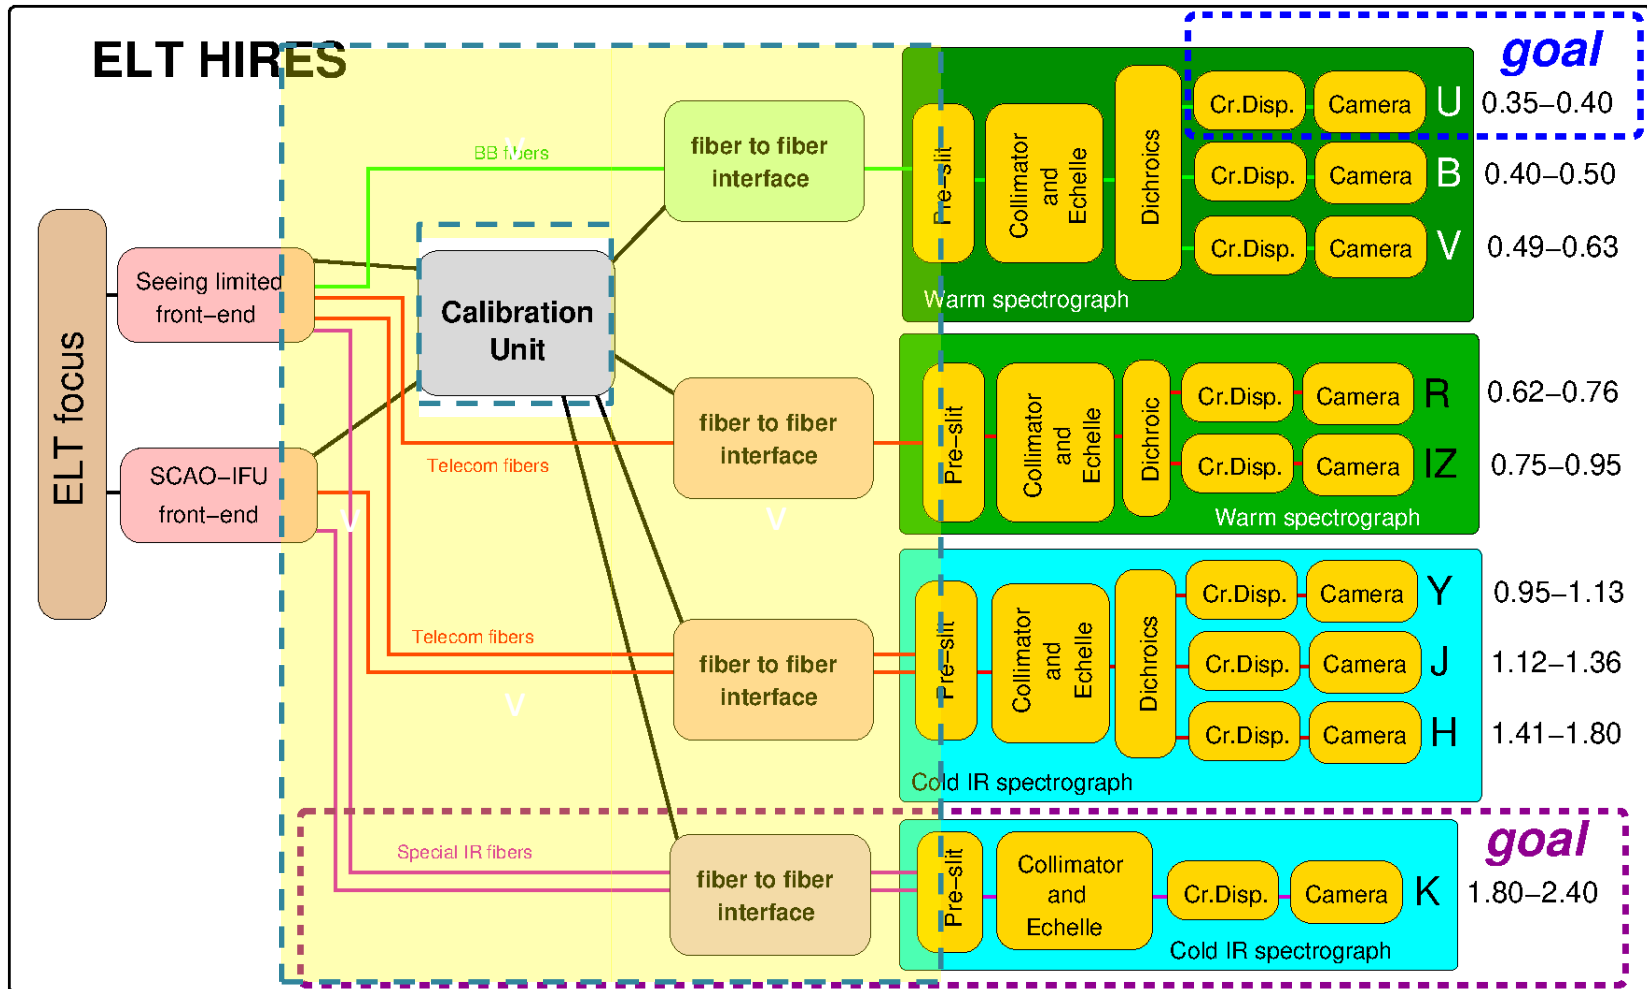 ELT HIRES
goal
BB fibers
V
fiber to fiber
interface
Pre-slit
Collimator
and
Echelle
Dichroics
Cr.Disp.
Camera
U
0.35-0.40
Cr.Disp.
Camera
B
0.40-0.50
Cr.Disp.
Camera
V
0.49-0.63
Warm spectrograph
ELT focus
Seeing limited
front-end
Calibration
Unit
SCAO-IFU
front-end
V
Telecom fibers
fiber to fiber
interface
V
Pre-slit
Collimator
and
Echelle
Dichroic
Cr.Disp.
Camera
R
0.62-0.76
Cr.Disp.
Camera
IZ
0.75-0.95
Warm spectrograph
Telecom fibers
V
fiber to fiber
interface
Pre-slit
Collimator
and
Echelle
Dichroics
Cr.Disp.
Camera
Y
0.95-1.13
Cr.Disp.
Camera
J
1.12-1.36
Cr.Disp.
Camera
H
1.41-1.80
Cold IR spectrograph
Special IR fibers
fiber to fiber
interface
Pre-slit
Collimator
and
Echelle
Cr.Disp.
Camera
K
goal
1.80-2.40
Cold IR spectrograph